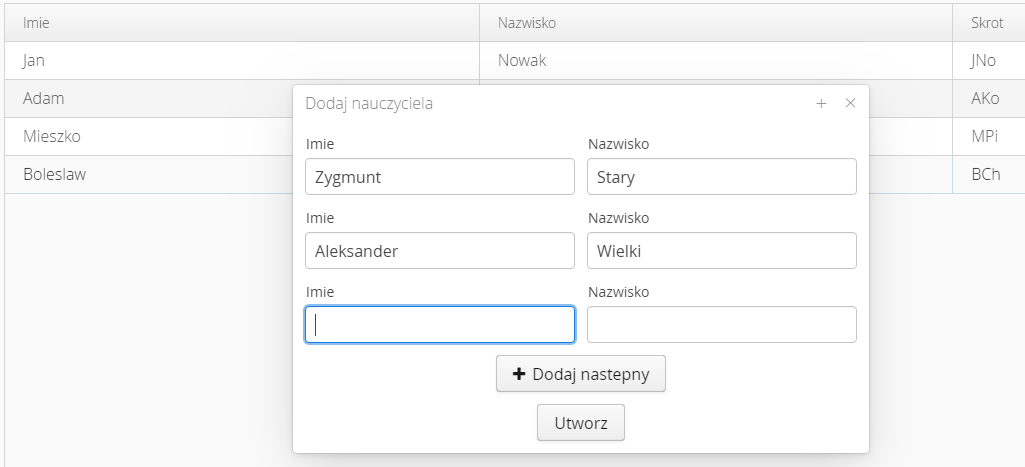 Imie Nazwisko Skrot
Jan Nowak JNo
Adam AKo
Mieszko MPi
Boleslaw BCh
Dodaj nauczyciela
Imie Nazwisko
Zygmunt Stary
Imie Nazwisko
Aleksander Wielki
Imie Nazwisko
Dodaj nastepny
Utworz